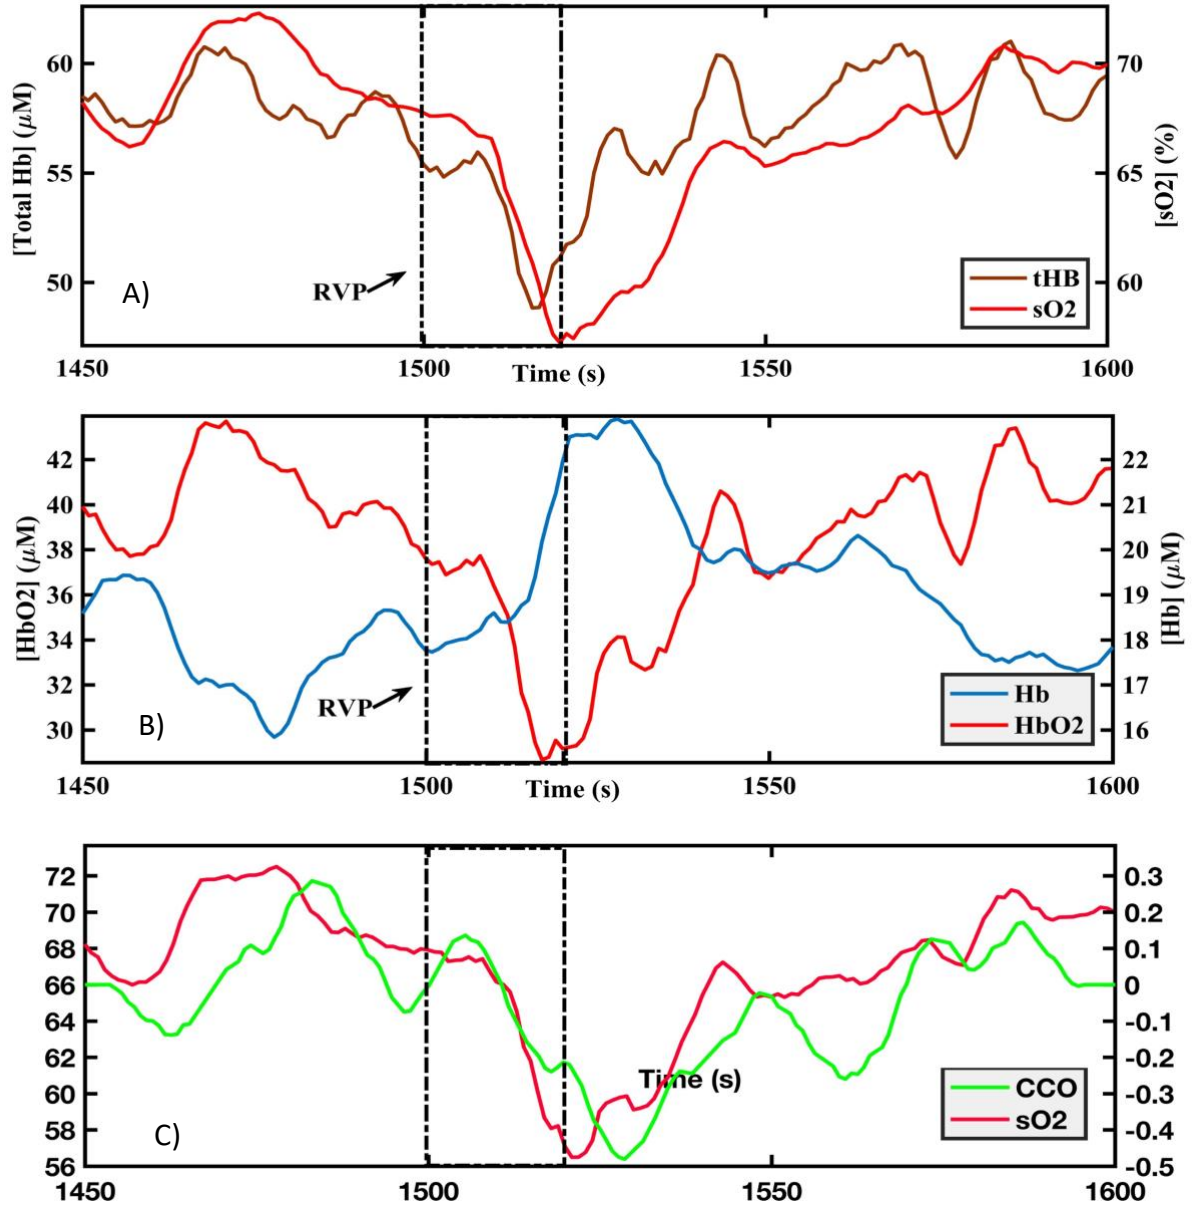 [Total Hb] (μM)
60
55
50
70
65
60
[sO2] (%)
A)
RVP
tHB
sO2
1450
1500
1550
1600
Time (s)
[HbO2] (μM)
42
40
38
36
34
32
30
22
21
20
19
18
17
16
[Hb] (μM)
B)
RVP
Hb
HbO2
1450
1500
1550
1600
Time (s)
72
70
68
66
64
62
60
58
56
0.3
0.2
0.1
0
-0.1
-0.2
-0.3
-0.4
-0.5
Time (s)
C)
CCO
sO2
1450
1500
1550
1600